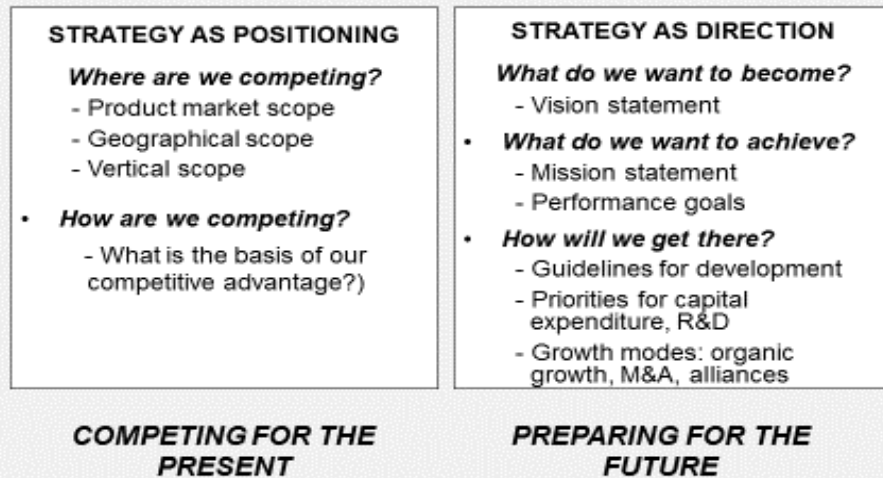 STRATEGY AS POSITIONING
Where are we competing?
- Product market scope
- Geographical scope
- Vertical scope
• How are we competing?
- What is the basis of our
competitive advantage?)
COMPETING FOR THE
PRESENT
STRATEGY AS DIRECTION
What do we want to become?
- Vision statement
• What do we want to achieve?
- Mission statement
- Performance goals
• How will we get there?
- Guidelines for development
- Priorities for capital
expenditure, R&D
- Growth modes: organic
growth, M&A, alliances
PREPARING FOR THE
FUTURE